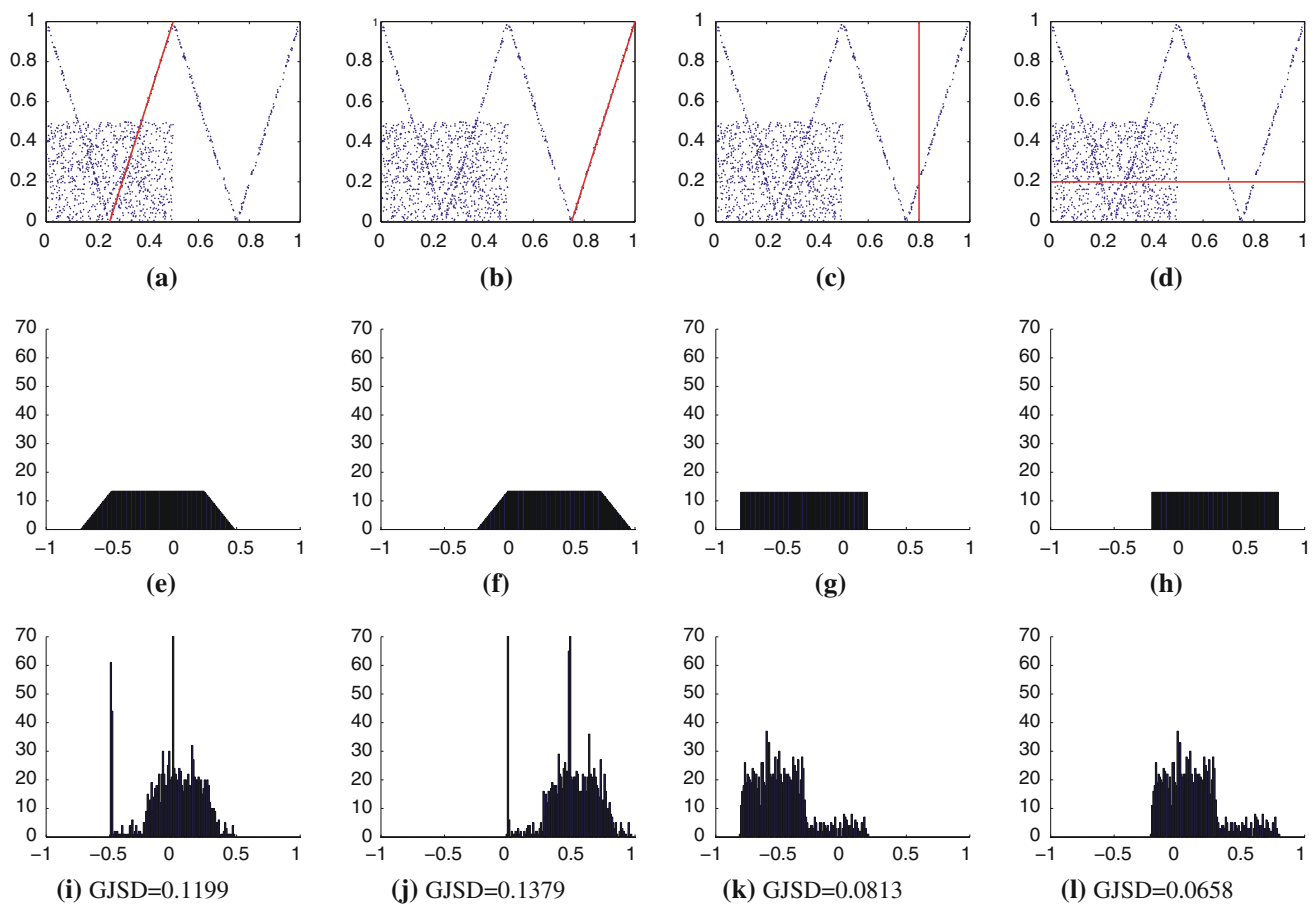 1 1 1 1
0.8 0.8 0.8 0.8
0.6 0.6 0.6 0.6
0.4 0.4 0.4 0.4
0.2 0.2 0.2 0.2
0 0 0 0
0 0.2 0.4 0.6 0.8 1 0 0.2 0.4 0.6 0.8 1 0 0.2 0.4 0.6 0.8 1 0 0.2 0.4 0.6 0.8 1
(a) (b) (c) (d)
70 70 70 70
60 60 60 60
50 50 50 50
40 40 40 40
30 30 30 30
20 20 20 20
10 10 10 10
0 0 0 0
−1 −0.5 0 0.5 1 −1 −0.5 0 0.5 1 −1 −0.5 0 0.5 1 −1 −0.5 0 0.5 1
(e) (f) (g) (h)
70 70 70 70
60 60 60 60
50 50 50 50
40 40 40 40
30 30 30 30
20 20 20 20
10 10 10 10
0 0 0 0
−1 −0.5 0 0.5 1 −1 −0.5 0 0.5 1 −1 −0.5 0 0.5 1 −1 −0.5 0 0.5 1
(i) GJSD=0.1199 (j) GJSD=0.1379 (k) GJSD=0.0813 (l) GJSD=0.0658